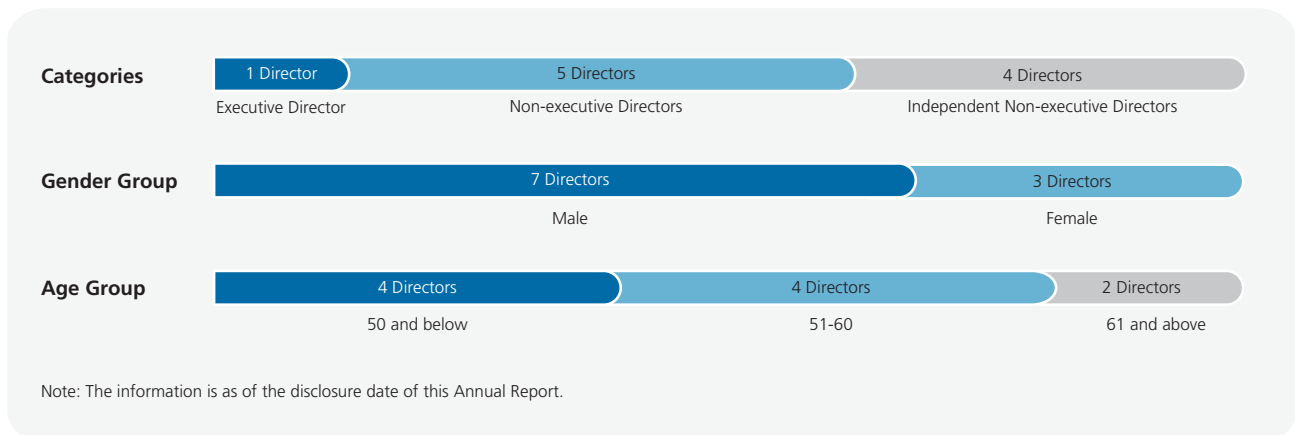 Categories
1 Director
5 Directors
4 Directors
Executive Director
Non-executive Directors
Independent Non-executive Directors
Gender Group
7 Directors
3 Directors
Male
Female
Age Group
4 Directors
4 Directors
2 Directors
50 and below
51-60
61 and above
Note: The information is as of the disclosure date of this Annual Report.